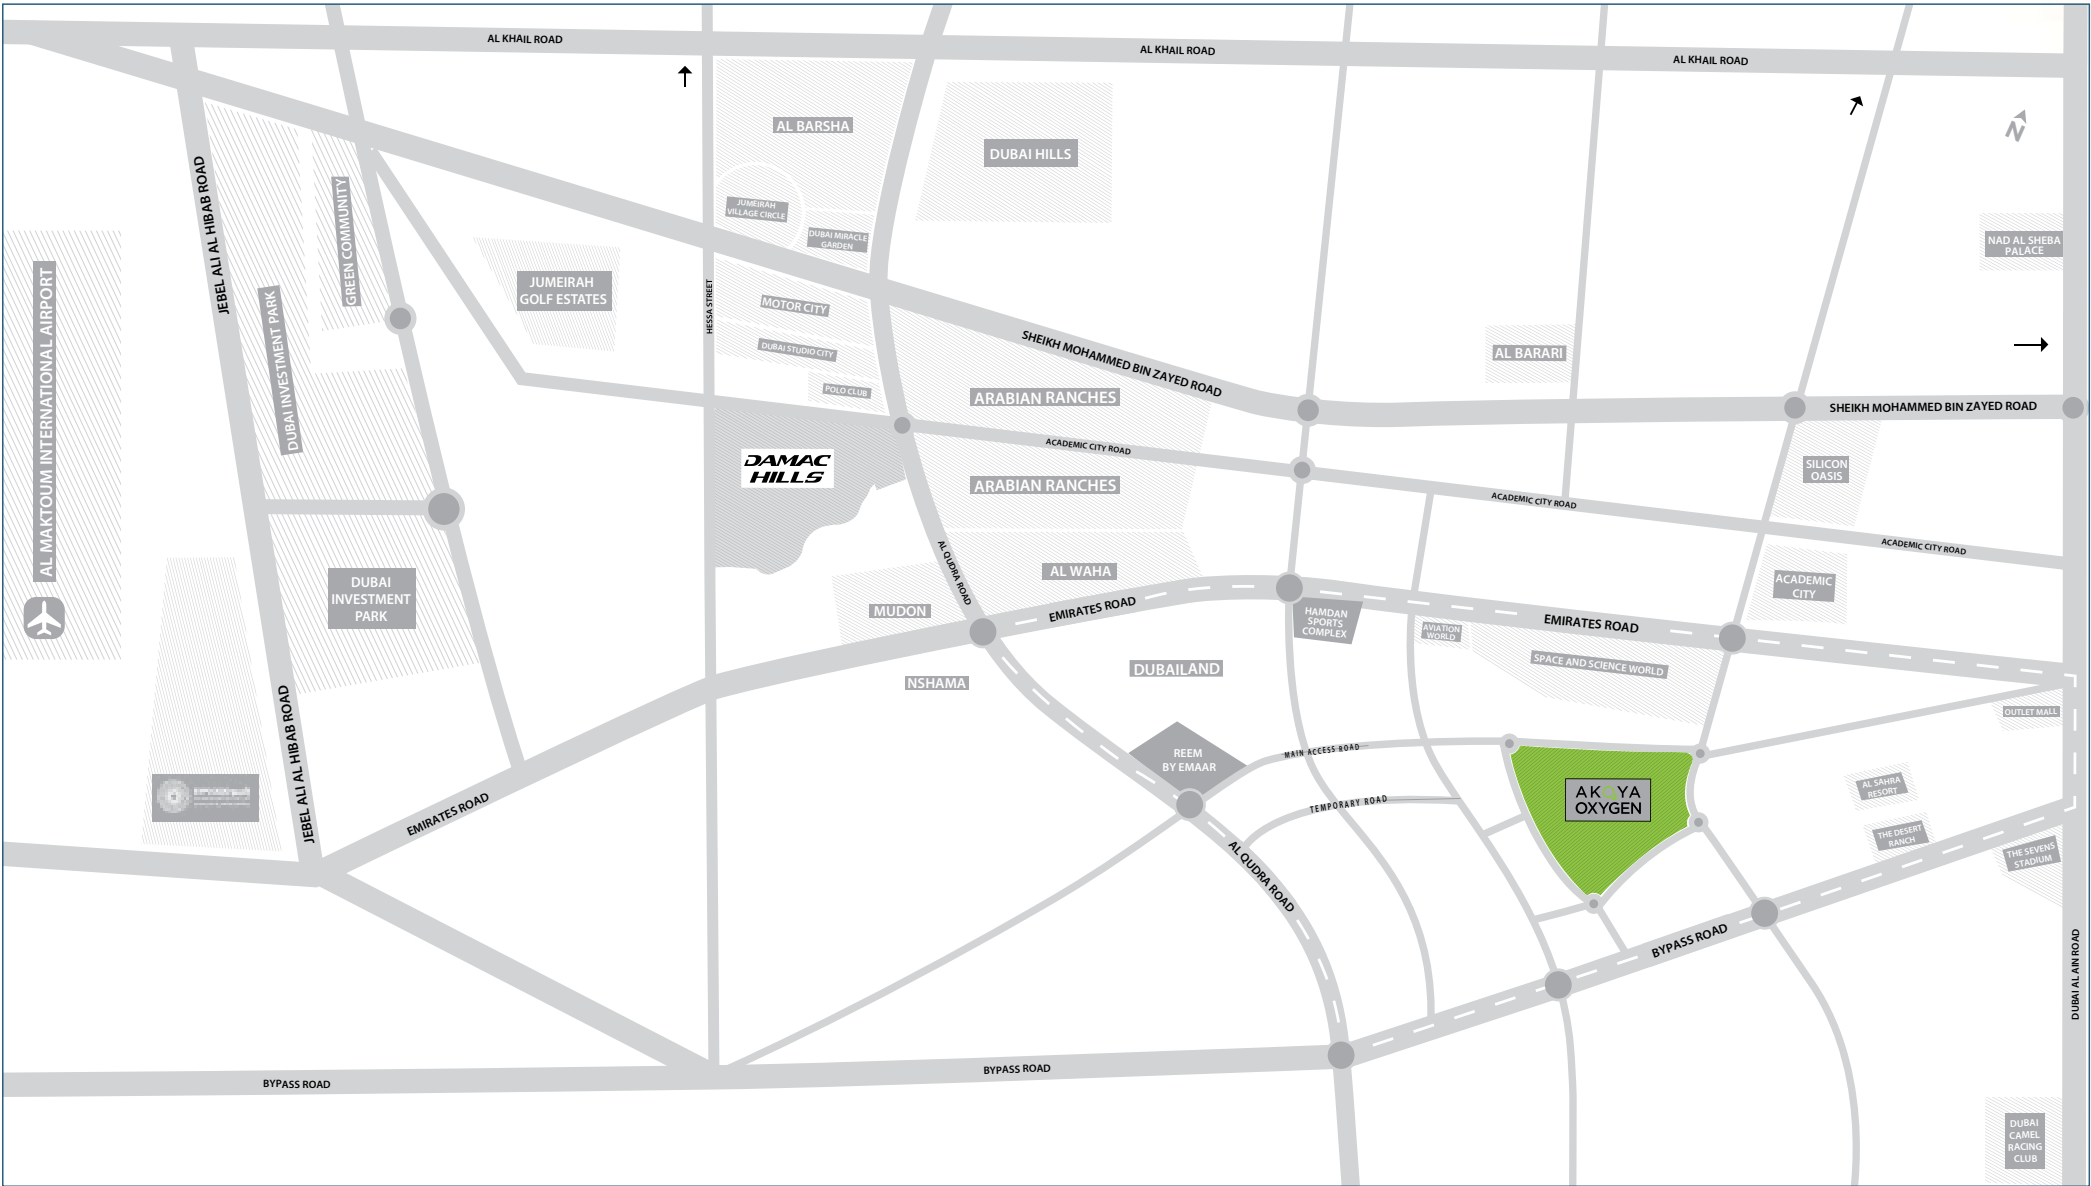 AL KHAIL ROAD
AL KHAIL ROAD
AL KHAIL ROAD
AL BARSHA
DUBAI HILLS
N
JEBEL ALI AL HIBAB ROAD
GREEN COMMUNITY
JUMEIRAH
VILLAGE CIRCLE
DUBAI MIRACLE
GARDEN
NAD AL SHEBA
PALACE
AL MAKTOUM INTERNATIONAL AIRPORT
DUBAI INVESTMENT PARK
JUMEIRAH
GOLF ESTATES
HESSA STREET
MOTOR CITY
DUBAI STUDIO CITY
POLO CLUB
SHEIKH MOHAMMED BIN ZAYED ROAD
AL BARARI
ARABIAN RANCHES
SHEIKH MOHAMMED BIN ZAYED ROAD
ACADEMIC CITY ROAD
DAMAC
HILLS
ARABIAN RANCHES
SILICON
OASIS
ACADEMIC CITY ROAD
ACADEMIC CITY ROAD
AL QUDRA ROAD
AL WAHA
ACADEMIC
CITY
DUBAI
INVESTMENT
PARK
MUDON
EMIRATES ROAD
HAMDAN
SPORTS
COMPLEX
AVIATION
WORLD
EMIRATES ROAD
SPACE AND SCIENCE WORLD
DUBAILAND
NSHAMA
OUTLET MALL
JEBEL ALI AL HIBAB ROAD
REEM
BY EMAAR
MAIN ACCESS ROAD
TEMPORARY ROAD
AKOYA
OXYGEN
AL SAHRA
RESORT
EMIRATES ROAD
THE DESERT
RANCH
THE SEVENS
STADIUM
AL QUDRA ROAD
BYPASS ROAD
DUBAI AL AIN ROAD
BYPASS ROAD
BYPASS ROAD
DUBAI
CAMEL
RACING
CLUB